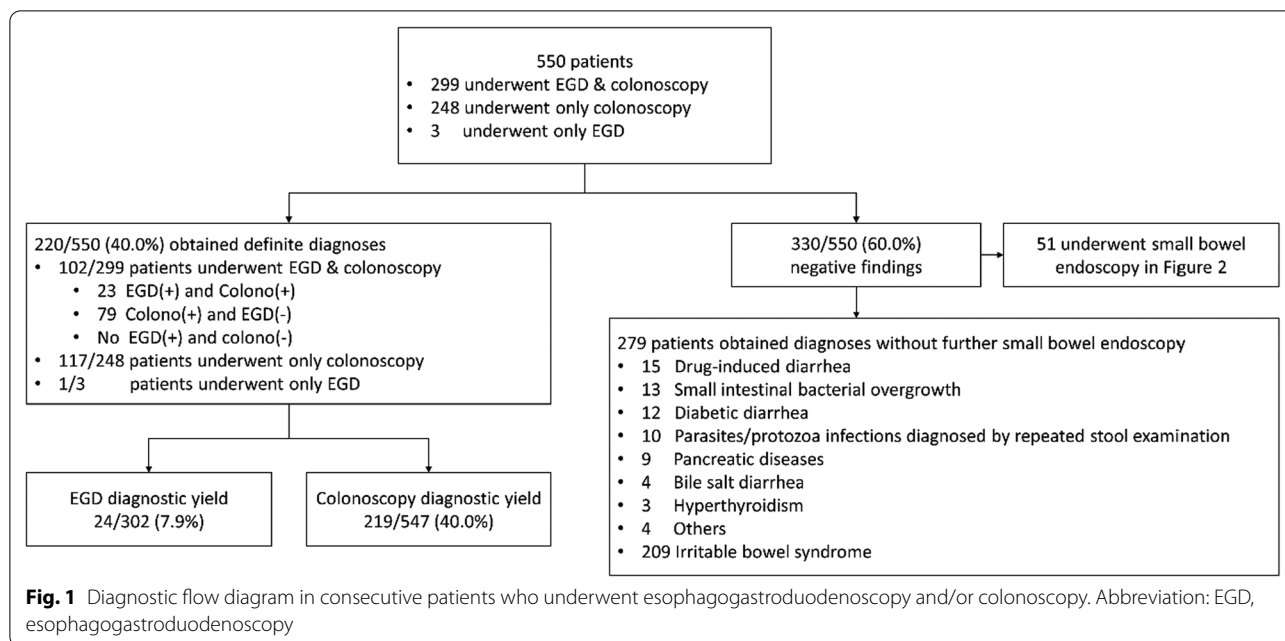 550 patients
• 299 underwent EGD & colonoscopy
• 248 underwent only colonoscopy
• 3 underwent only EGD
220/550 (40.0%) obtained definite diagnoses
• 102/299 patients underwent EGD & colonoscopy
• 23 EGD(+) and Colono(+)
• 79 Colono(+) and EGD(-)
• No EGD(+) and colono(-)
• 117/248 patients underwent only colonoscopy
• 1/3 patients underwent only EGD
330/550 (60.0%)
negative findings
51 underwent small bowel
endoscopy in Figure 2
279 patients obtained diagnoses without further small bowel endoscopy
• 15 Drug-induced diarrhea
• 13 Small intestinal bacterial overgrowth
• 12 Diabetic diarrhea
• 10 Parasites/protozoa infections diagnosed by repeated stool examination
• 9 Pancreatic diseases
• 4 Bile salt diarrhea
• 3 Hyperthyroidism
• 4 Others
• 209 Irritable bowel syndrome
EGD diagnostic yield
24/302 (7.9%)
Colonoscopy diagnostic yield
219/547 (40.0%)
Fig. 1 Diagnostic flow diagram in consecutive patients who underwent esophagogastroduodenoscopy and/or colonoscopy. Abbreviation: EGD,
esophagogastroduodenoscopy